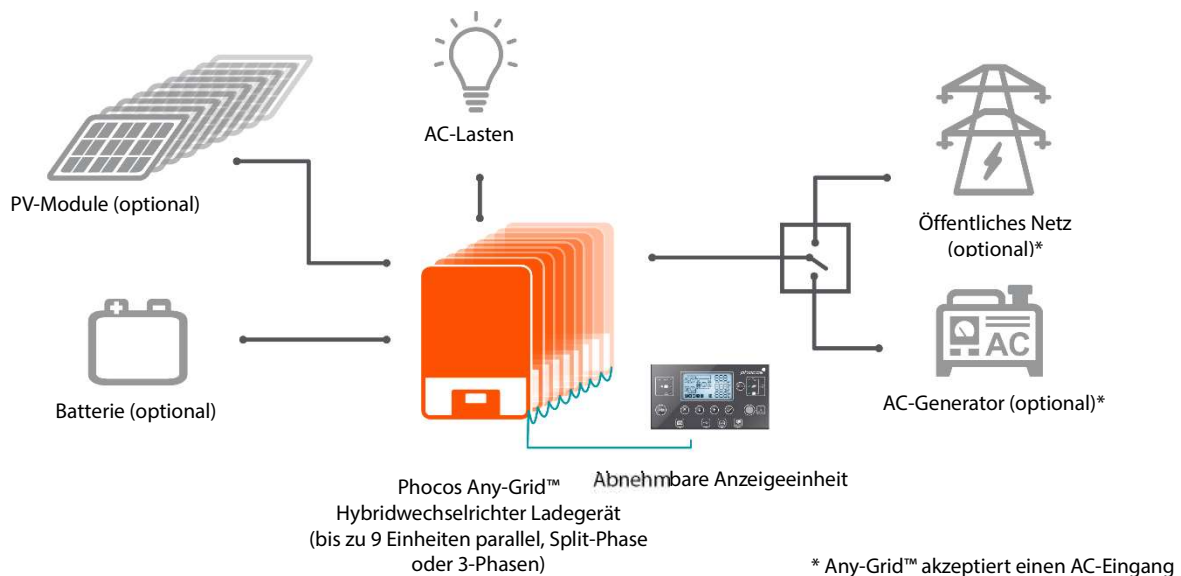 AC-Lasten
PV-Module (optional)
Öffentliches Netz
(optional)*
AC
Batterie (optional)
phocos
AC-Generator (optional)*
Abnehmbare Anzeigeeinheit
Phocos Any-Grid™
Hybridwechselrichter Ladegerät
(bis zu 9 Einheiten parallel, Split-Phase
oder 3-Phasen)
* Any-Grid™ akzeptiert einen AC-Eingang